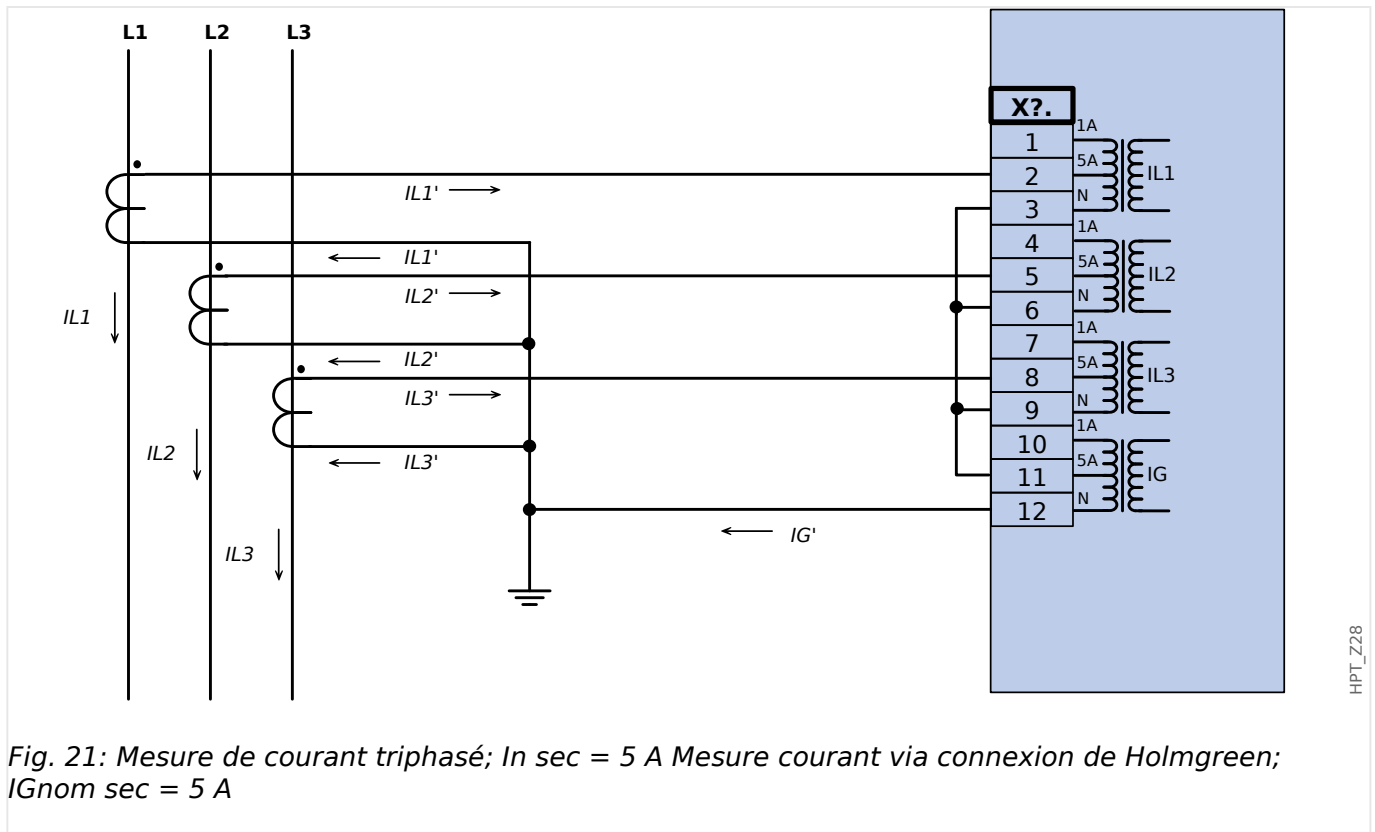 L1 L2 L3
X?.
1 1A
2 5A IL1
3 N
4 1A
5 5A IL2
6 N
7 1A
8 5A IL3
9 N
10 1A
11 5A IG
12 N
IL1'
IL1'
IL2'
IL1
IL2'
IL3'
IL2
IL3'
IL3
IG'
HPT_Z28
Fig. 21: Mesure de courant triphasé; In sec = 5 A Mesure courant via connexion de Holmgreen;
IGnom sec = 5 A